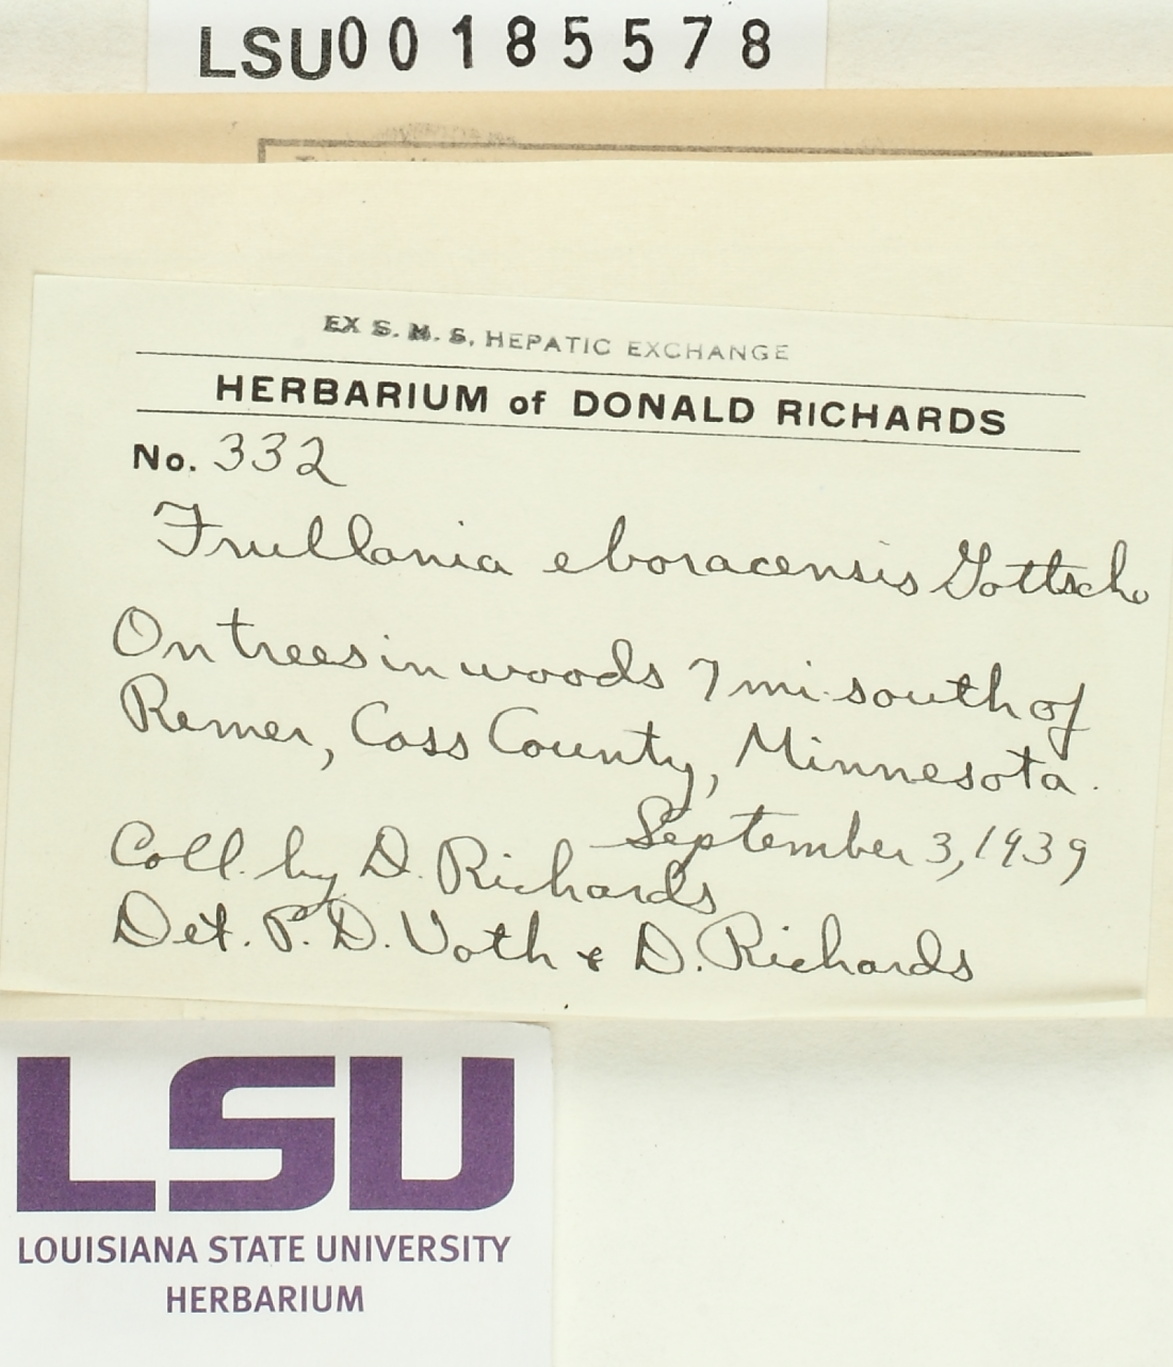 LSU00185578
EX S. M. S. HEPATIC EXCHANGE
HERBARIUM of DONALD RICHARDS
No. 332
Frullania eboracensis Gottsche
On trees in woods 7 mi. south of
Remer, Cass County, Minnesota.
September 3, 1939
Coll. by D. Richards
Det. P. D. Voth & D. Richards
LSU
LOUISIANA STATE UNIVERSITY
HERBARIUM